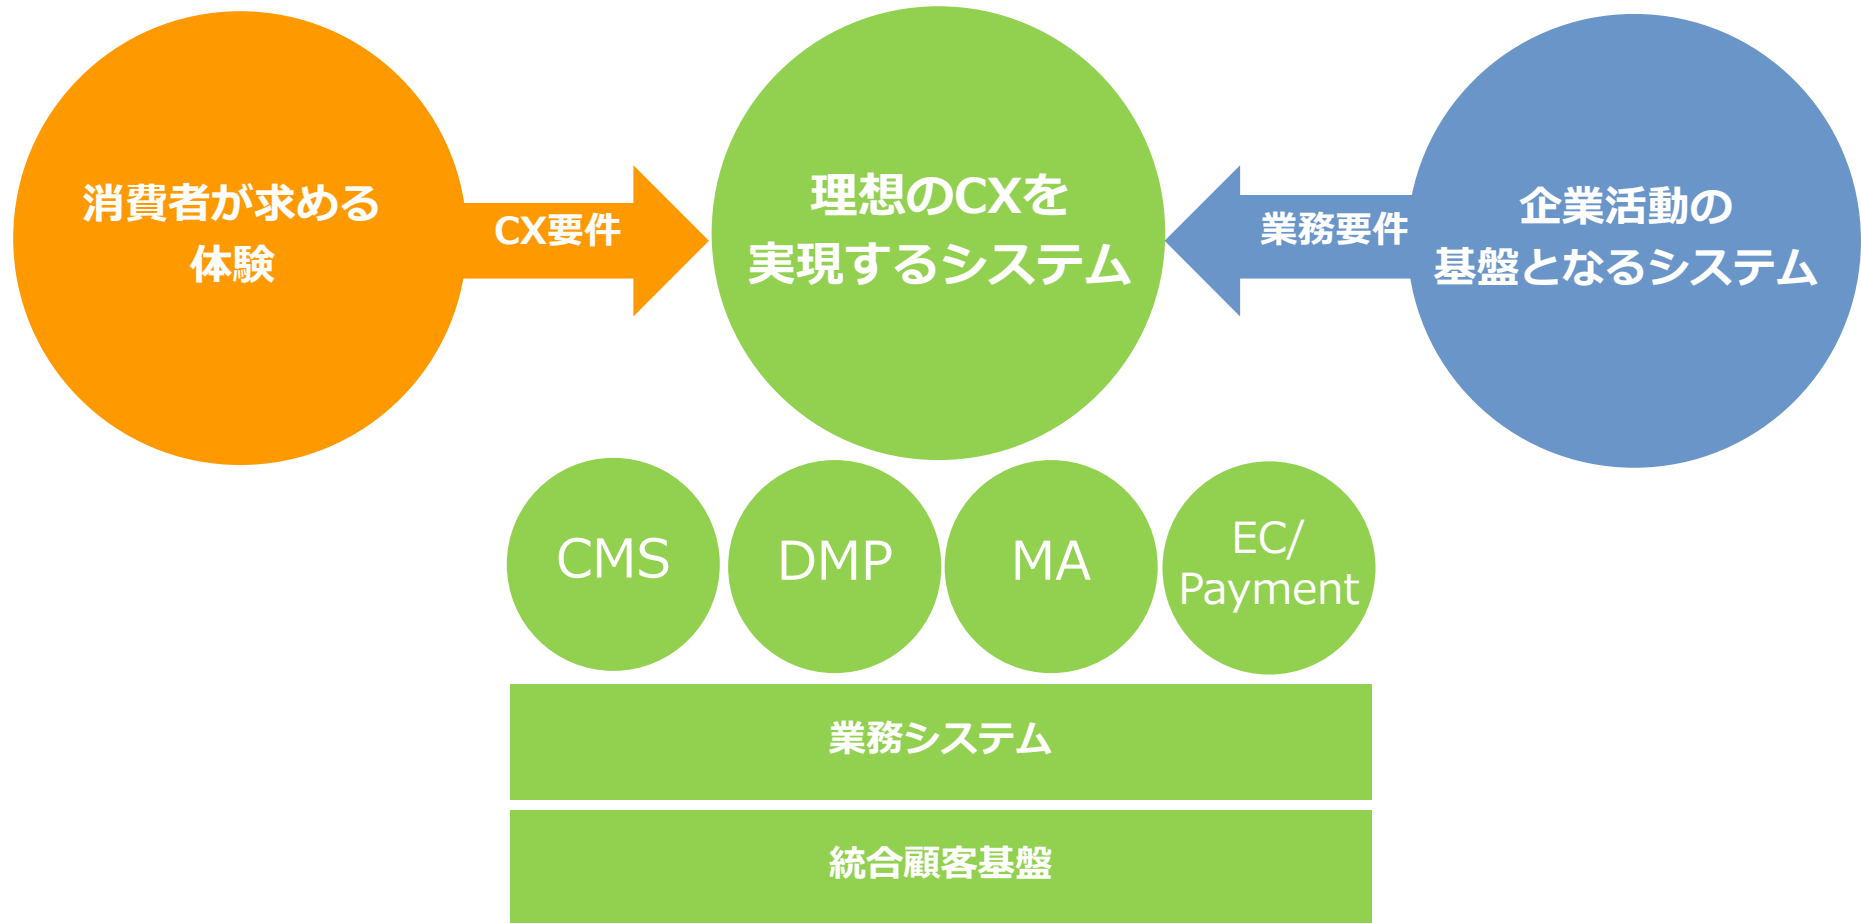 消費者が求める
体験
CX要件
理想のCXを
実現するシステム
業務要件
企業活動の
基盤となるシステム
CMS
DMP
MA
EC/
Payment
業務システム
統合顧客基盤